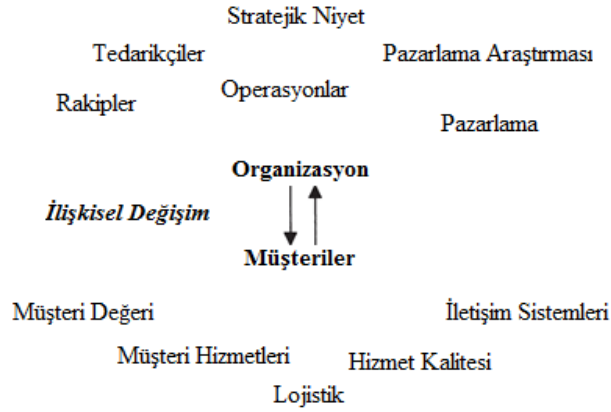 Stratejik Niyet
Tedarikçiler
Pazarlama Araştırması
Operasyonlar
Rakipler
Pazarlama
Organizasyon
İlişkisel Değişim
Müşteriler
Müşteri Değeri
İletişim Sistemleri
Müşteri Hizmetleri
Hizmet Kalitesi
Lojistik